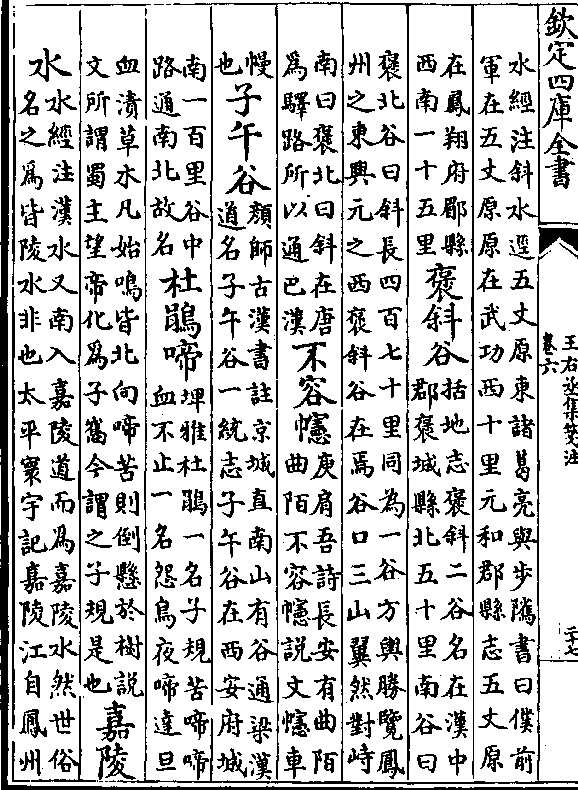 欽定四庫全書
王右丞集箋注
卷六
二十七
水經注斜水逕五丈原東諸葛亮與步隲書曰僕前
軍在五丈原原在武功西十里元和郡縣志五丈原
在鳳翔府郿縣
西南一十五里
褒斜谷
括地志褒斜二谷名在漢中
郡褒城縣北五十里南谷曰
褒北谷曰斜長四百七十里同為一谷方輿勝覽鳳
州之東興元之西褒斜谷在焉谷口三山翼然對峙
南曰褒北曰斜在唐
為驛路所以通巴漢
不容幰
庾肩吾詩長安有曲陌
曲陌不容幰説文幰車
幔
也
子午谷
顏師古漢書註京城直南山有谷通梁漢
道名子午谷一統志子午谷在西安府城
南一百里谷中
路通南北故名
杜鵑啼
埤雅杜鵑一名子規苦啼啼
血不止一名怨鳥夜啼達旦
血漬草木凡始鳴皆北向啼苦則倒懸於樹説
文所謂蜀主望帝化為子巂今謂之子規是也
嘉陵
水
水經注漢水又南入嘉陵道而為嘉陵水然世俗
名之為皆陵水非也太平寰宇記嘉陵江自鳳州